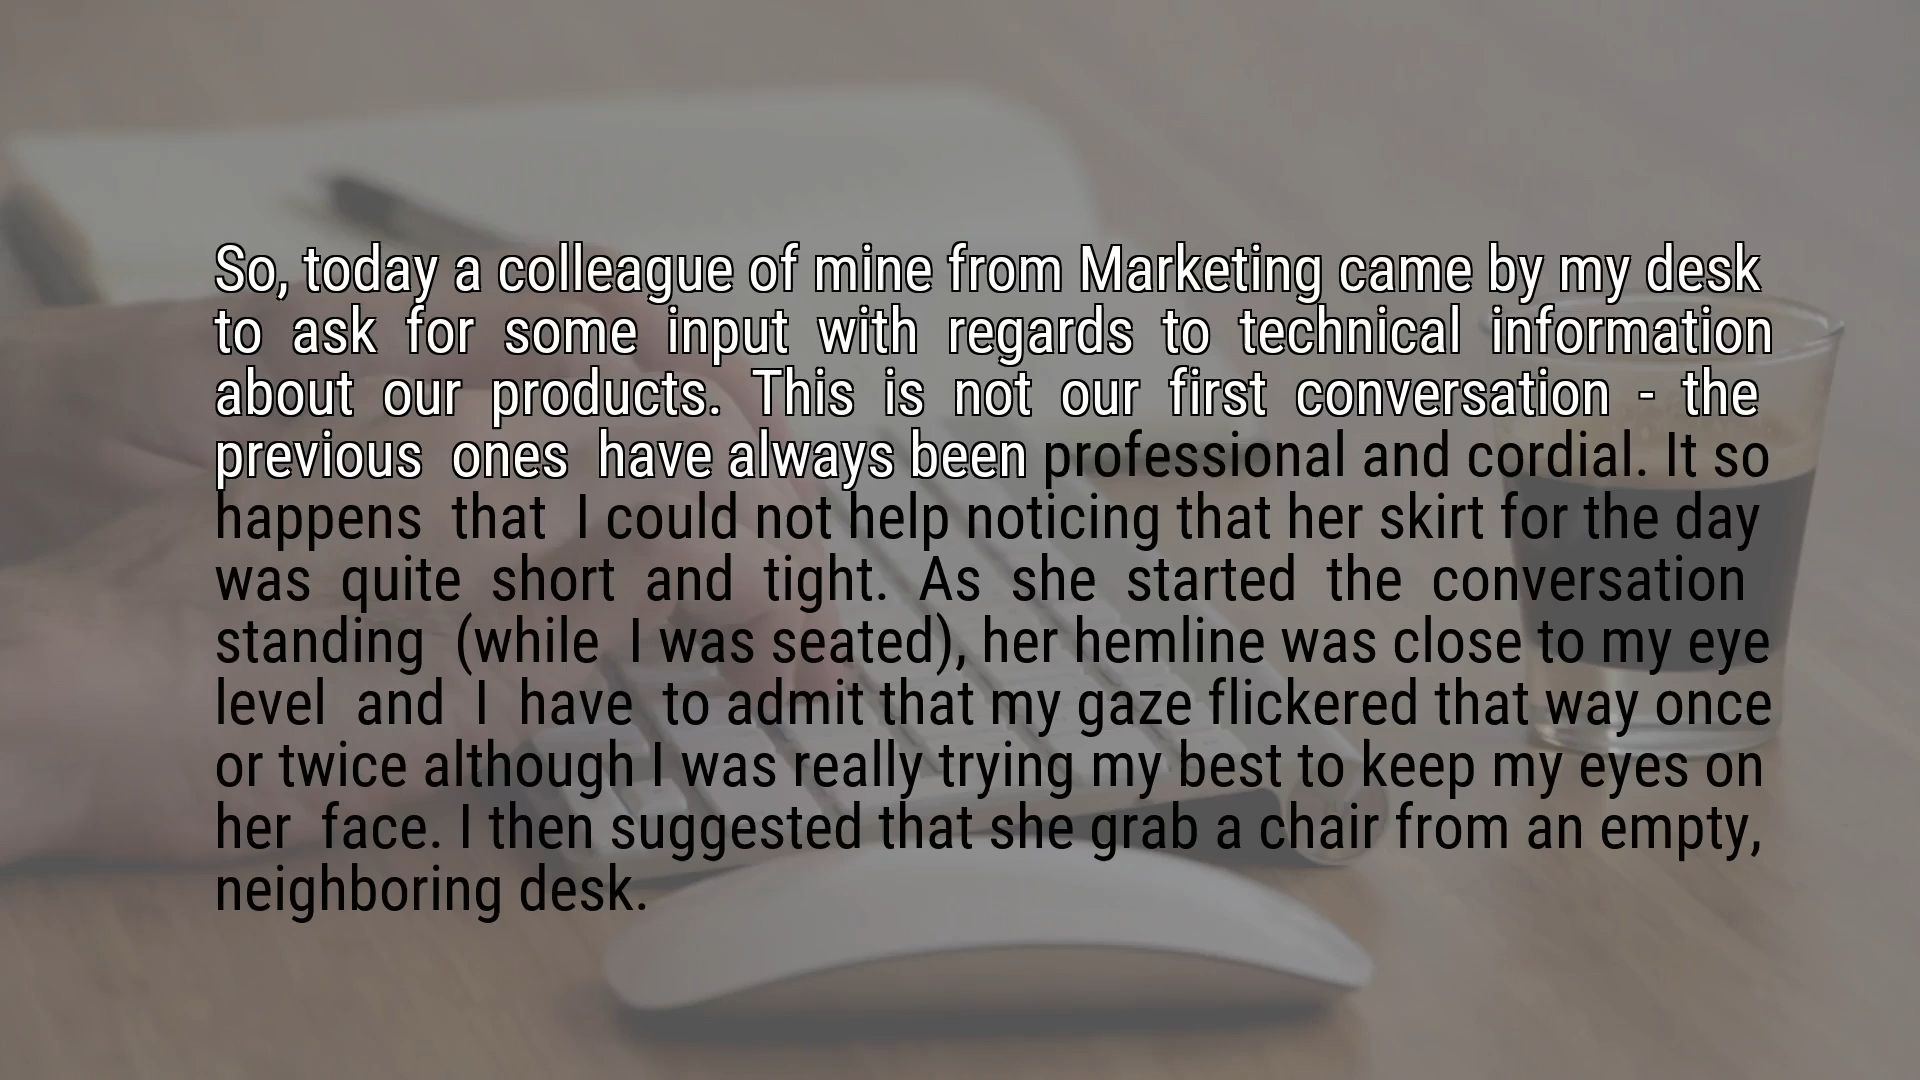 So, today a colleague of mine from Marketing came by my desk
to ask for some input with regards to technical information
about our products. This is not our first conversation - the
previous ones have always been professional and cordial. It so
happens that I could not help noticing that her skirt for the day
was quite short and tight. As she started the conversation
standing (while I was seated), her hemline was close to my eye
level and I have to admit that my gaze flickered that way once
or twice although I was really trying my best to keep my eyes on
her face. I then suggested that she grab a chair from an empty,
neighboring desk.